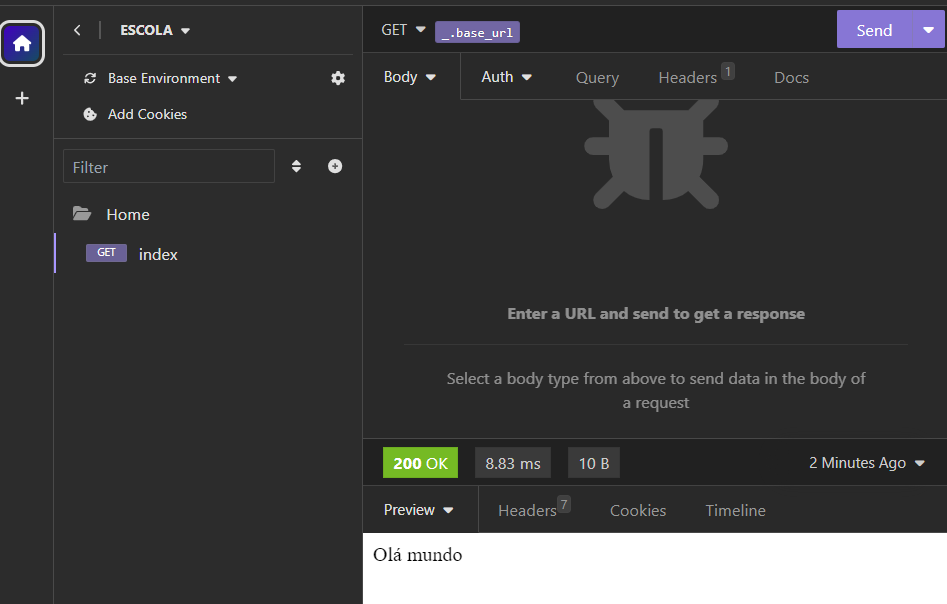 ESCOLA
Base Environment
Add Cookies
Filter
Home
GET index
GET _.base_url Send
Body Auth Query Headers 1 Docs
Enter a URL and send to get a response
Select a body type from above to send data in the body of
a request
200 OK 8.83 ms 10 B 2 Minutes Ago
Preview Headers 7 Cookies Timeline
Olá mundo